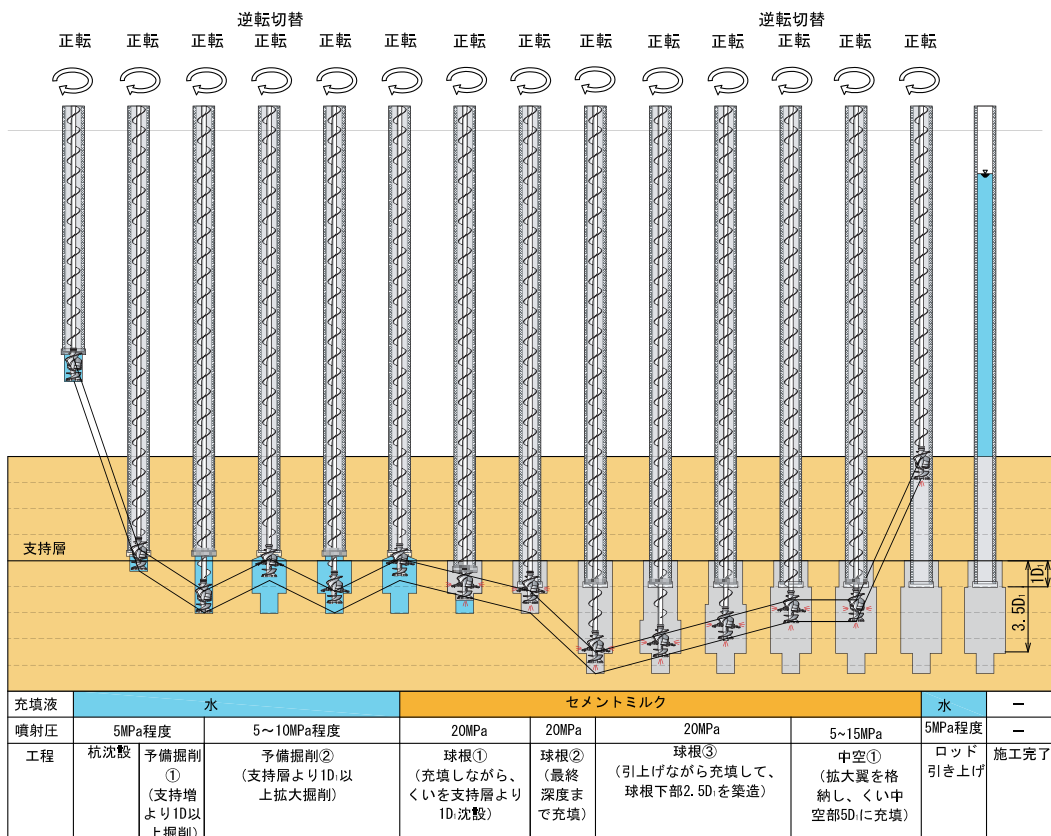 逆転切替
逆転切替
正転 正転 正転 正転 正転 正転 正転 正転 正転 正転 正転 正転 正転 正転
支持層
1D₁
3.5D₁
充填液 水 セメントミルク 水 －
噴射圧 5MPa程度 5～10MPa程度 20MPa 20MPa 20MPa 5~15MPa 5MPa程度 －
工程
杭沈設
予備掘削
①
(支持増
より1D以
上掘削)
予備掘削②
(支持層より1D₁以
上拡大掘削)
球根①
(充填しながら、
くいを支持層より
1D₁沈設)
球根②
(最終
深度ま
で充填)
球根③
(引上げながら充填して、
球根下部2.5D₁を築造)
中空①
(拡大翼を格
納し、くい中
空部5D₁に充填)
ロッド
引き上げ
施工完了